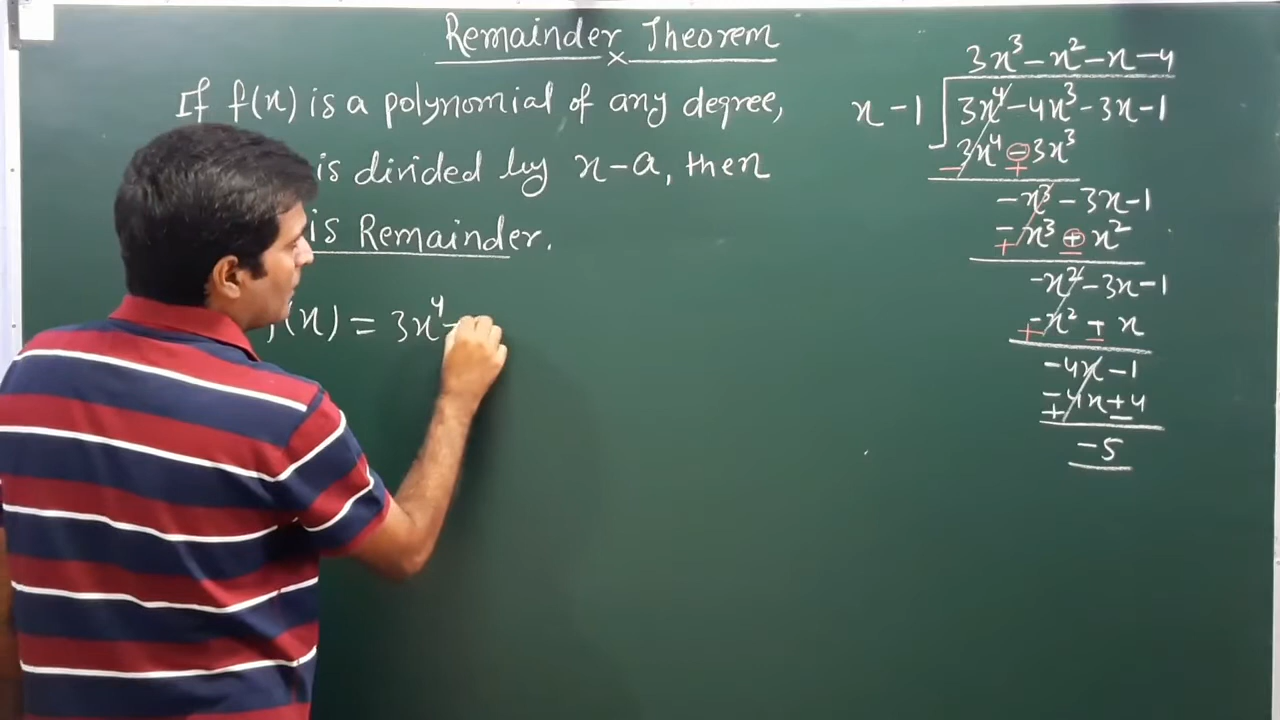 Remainder Theorem
If f(x) is a polynomial of any degree,
is divided by x-a, then
is Remainder.
(x) = 3x⁴-
3x³-x²-x-4
x-1 3x⁴-4x³-3x-1
3x⁴ - 3x³
- +
-x³-3x-1
-x³ + x²
+ -
-x²-3x-1
-x² + x
+ -
-4x-1
-4x+4
+ -
-5